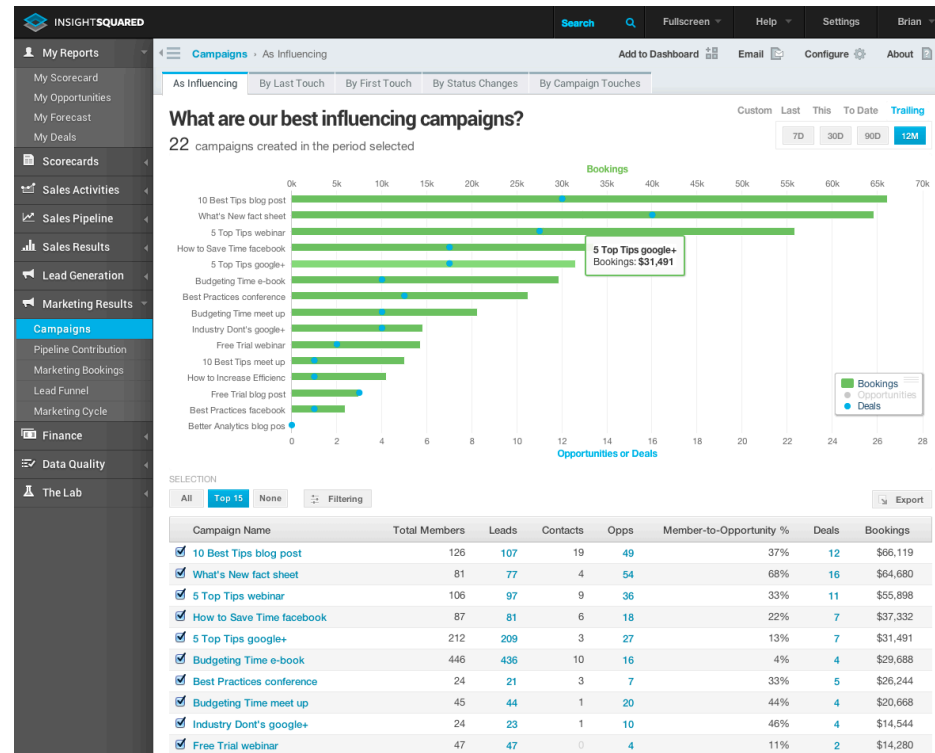 INSIGHTSQUARED
Search Fullscreen Help Settings Brian
My Reports
My Scorecard
My Opportunities
My Forecast
My Deals
Scorecards
Sales Activities
Sales Pipeline
Sales Results
Lead Generation
Marketing Results
Campaigns
Pipeline Contribution
Marketing Bookings
Lead Funnel
Marketing Cycle
Finance
Data Quality
The Lab
Campaigns › As Influencing
Add to Dashboard Email Configure About
As Influencing By Last Touch By First Touch By Status Changes By Campaign Touches
What are our best influencing campaigns?
22 campaigns created in the period selected
Custom Last This To Date Trailing
7D 30D 90D 12M
Bookings
0k 5k 10k 15k 20k 25k 30k 35k 40k 45k 50k 55k 60k 65k 70k
10 Best Tips blog post
What's New fact sheet
5 Top Tips webinar
How to Save Time facebook
5 Top Tips google+
Budgeting Time e-book
Best Practices conference
Budgeting Time meet up
Industry Dont's google+
Free Trial webinar
10 Best Tips meet up
How to Increase Efficienc
Free Trial blog post
Best Practices facebook
Better Analytics blog pos
5 Top Tips google+
Bookings: $31,491
Bookings
Opportunities
Deals
0 2 4 6 8 10 12 14 16 18 20 22 24 26 28
Opportunities or Deals
SELECTION
All Top 15 None Filtering Export
Campaign Name Total Members Leads Contacts Opps Member-to-Opportunity % Deals Bookings
10 Best Tips blog post 126 107 19 49 37% 12 $66,119
What's New fact sheet 81 77 4 54 68% 16 $64,680
5 Top Tips webinar 106 97 9 36 33% 11 $55,898
How to Save Time facebook 87 81 6 18 22% 7 $37,332
5 Top Tips google+ 212 209 3 27 13% 7 $31,491
Budgeting Time e-book 446 436 10 16 4% 4 $29,688
Best Practices conference 24 21 3 7 33% 5 $26,244
Budgeting Time meet up 45 44 1 20 44% 4 $20,668
Industry Dont's google+ 24 23 1 10 46% 4 $14,544
Free Trial webinar 47 47 0 4 11% 2 $14,280